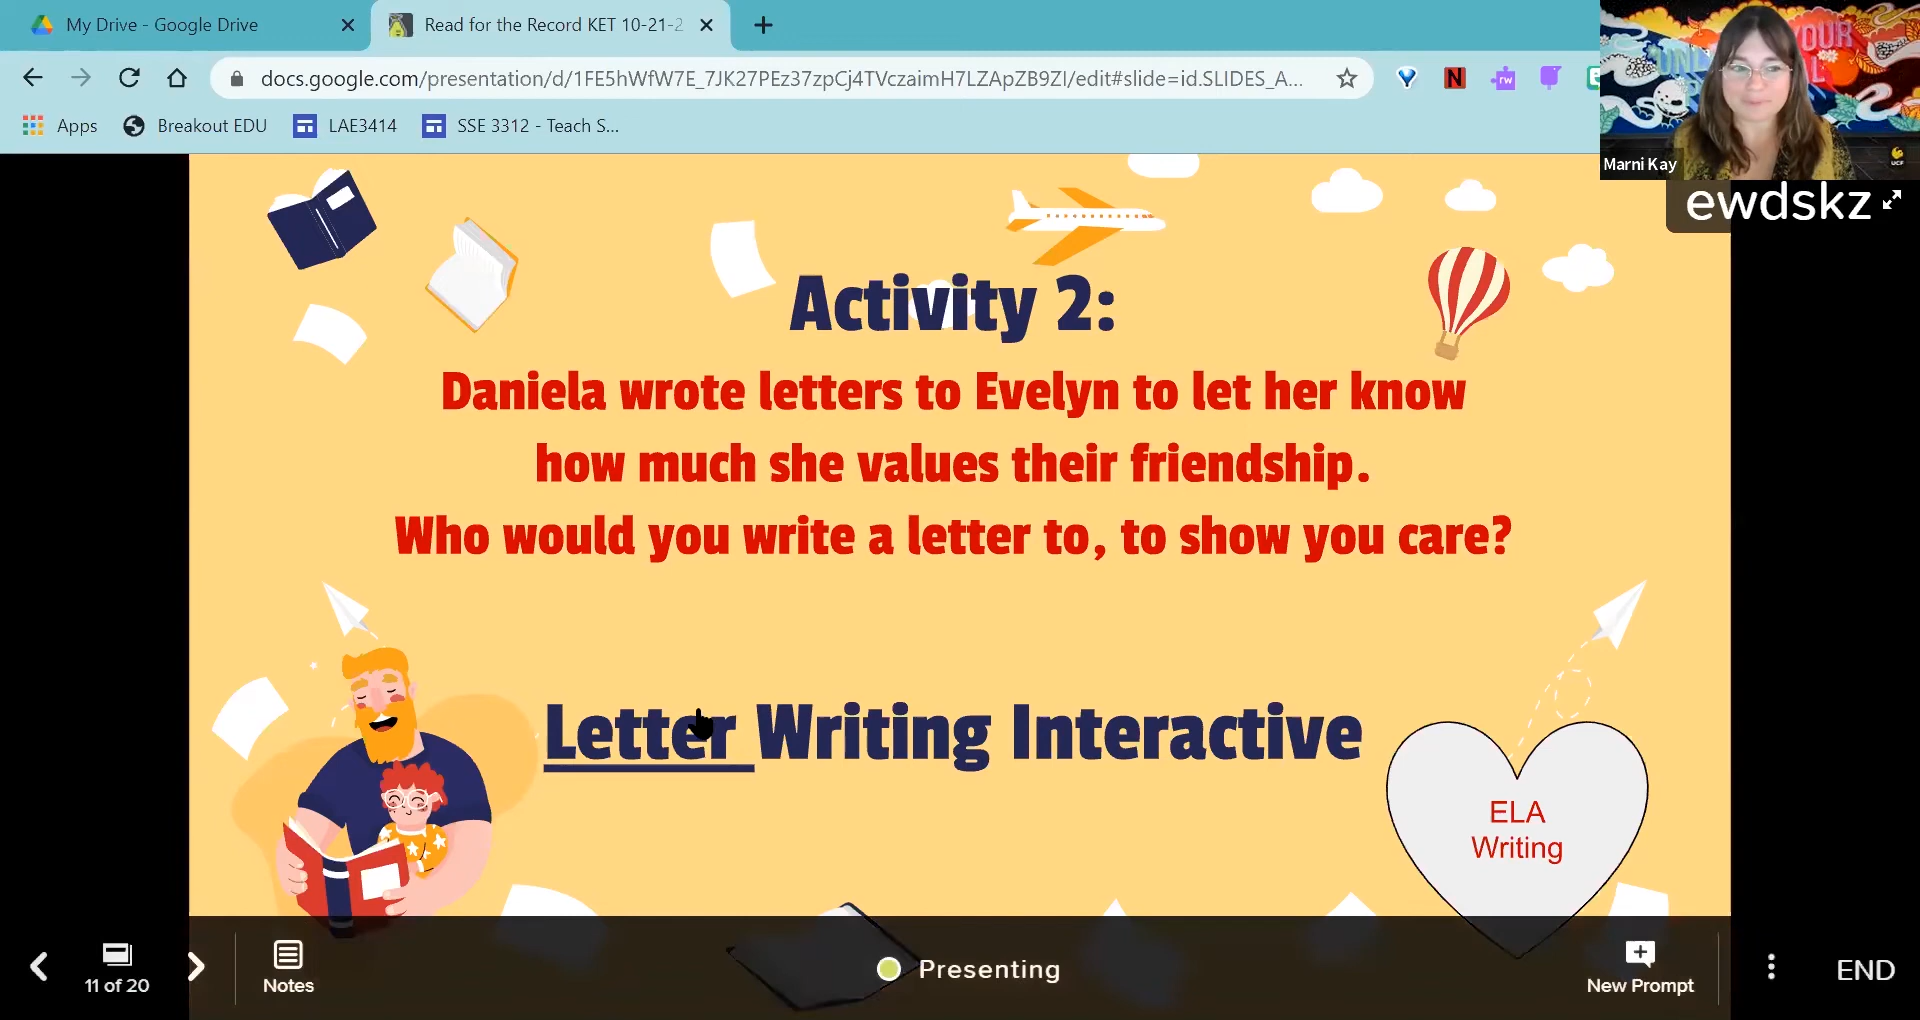 My Drive - Google Drive
Read for the Record KET 10-21-2
docs.google.com/presentation/d/1FE5hWfW7E_7JK27PEz37zpCj4TVczaimH7LZApZB9ZI/edit#slide=id.SLIDES_A...
N
rw
Apps
Breakout EDU
LAE3414
SSE 3312 - Teach S...
YOUR
Marni Kay
UCF
ewdskz
Activity 2:
Daniela wrote letters to Evelyn to let her know
how much she values their friendship.
Who would you write a letter to, to show you care?
Letter Writing Interactive
ELA
Writing
11 of 20
Notes
Presenting
New Prompt
END